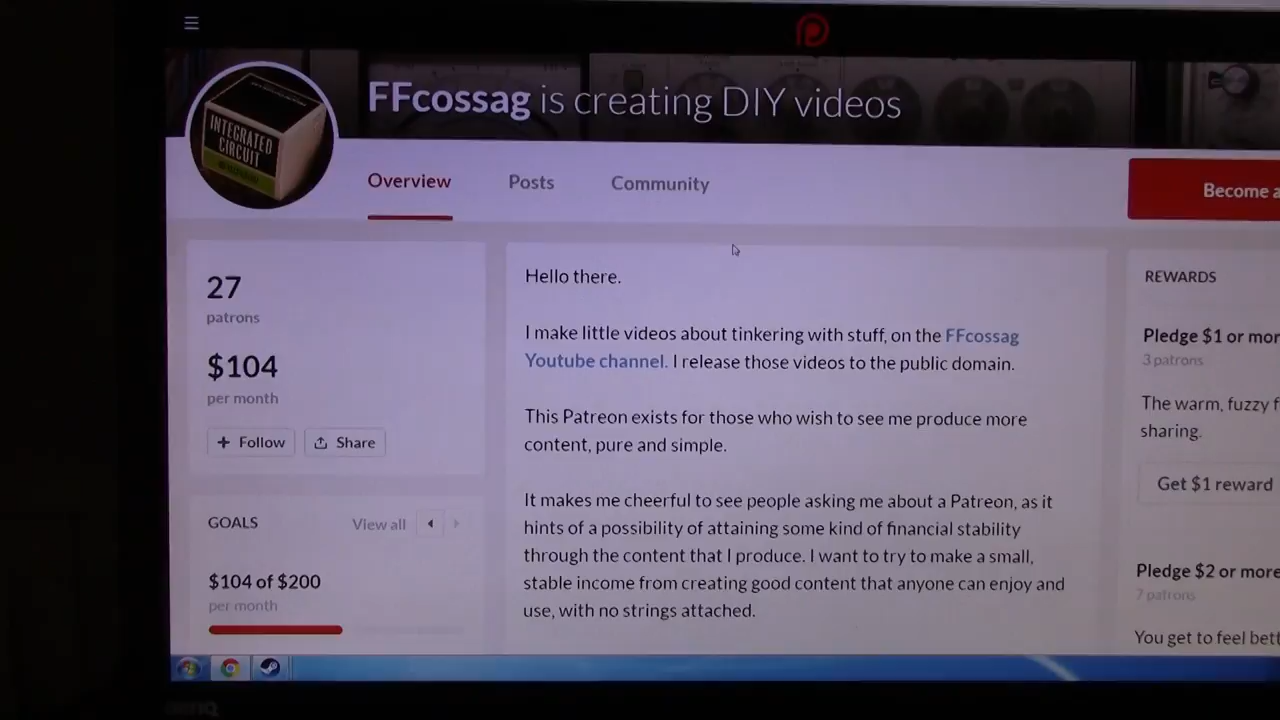 FFcossag is creating DIY videos
INTEGRATED
CIRCUIT
Overview
Posts
Community
Become a
27
patrons
$104
per month
+ Follow
Share
GOALS
View all
$104 of $200
per month
Hello there.
I make little videos about tinkering with stuff, on the FFcossag
Youtube channel. I release those videos to the public domain.
This Patreon exists for those who wish to see me produce more
content, pure and simple.
It makes me cheerful to see people asking me about a Patreon, as it
hints of a possibility of attaining some kind of financial stability
through the content that I produce. I want to try to make a small,
stable income from creating good content that anyone can enjoy and
use, with no strings attached.
REWARDS
Pledge $1 or mor
3 patrons
The warm, fuzzy f
sharing.
Get $1 reward
Pledge $2 or more
7 patrons
You get to feel bett
BENQ